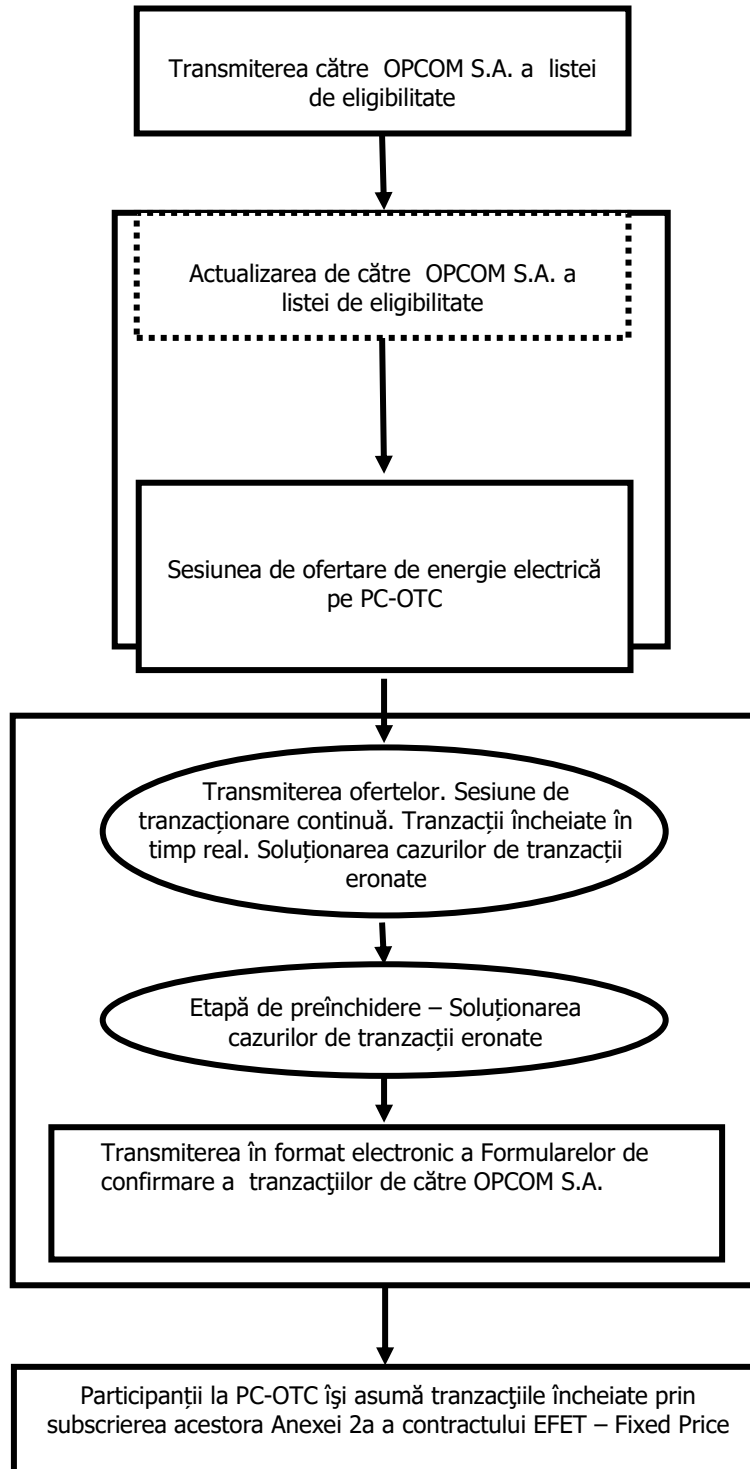 Transmiterea către OPCOM S.A. a listei
de eligibilitate
Actualizarea de către OPCOM S.A. a
listei de eligibilitate
Sesiunea de ofertare de energie electrică
pe PC-OTC
Transmiterea ofertelor. Sesiune de
tranzacționare continuă. Tranzacții încheiate în
timp real. Soluționarea cazurilor de tranzacții
eronate
Etapă de preînchidere – Soluționarea
cazurilor de tranzacții eronate
Transmiterea în format electronic a Formularelor de
confirmare a tranzacţiilor de către OPCOM S.A.
Participanții la PC-OTC îşi asumă tranzacţiile încheiate prin
subscrierea acestora Anexei 2a a contractului EFET – Fixed Price